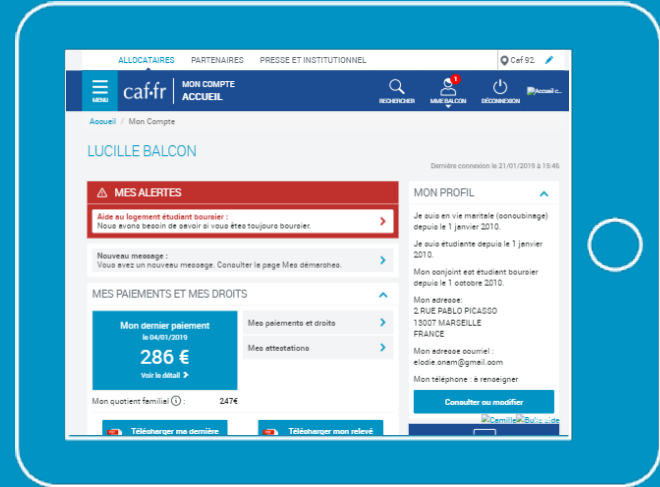 ALLOCATAIRES PARTENAIRES PRESSE ET INSTITUTIONNEL Caf 92
MENU caf.fr MON COMPTE ACCUEIL RECHERCHER MME BALCON 1 DÉCONNEXION Accueil c...
Accueil / Mon Compte
LUCILLE BALCON
Dernière connexion le 21/01/2019 à 15:46
MES ALERTES
Aide au logement étudiant boursier :
Nous avons besoin de savoir si vous êtes toujours boursier.
Nouveau message :
Vous avez un nouveau message. Consulter la page Mes démarches.
MES PAIEMENTS ET MES DROITS
Mon dernier paiement
le 04/01/2019
286 €
Voir le détail
Mes paiements et droits
Mes attestations
Mon quotient familial i : 247€
Télécharger ma dernière
Télécharger mon relevé
MON PROFIL
Je suis en vie maritale (concubinage)
depuis le 1 janvier 2010.
Je suis étudiante depuis le 1 janvier
2010.
Mon conjoint est étudiant boursier
depuis le 1 octobre 2010.
Mon adresse:
2 RUE PABLO PICASSO
13007 MARSEILLE
FRANCE
Mon adresse courriel :
elodie.onam@gmail.com
Mon téléphone : à renseigner
Consulter ou modifier
Camille